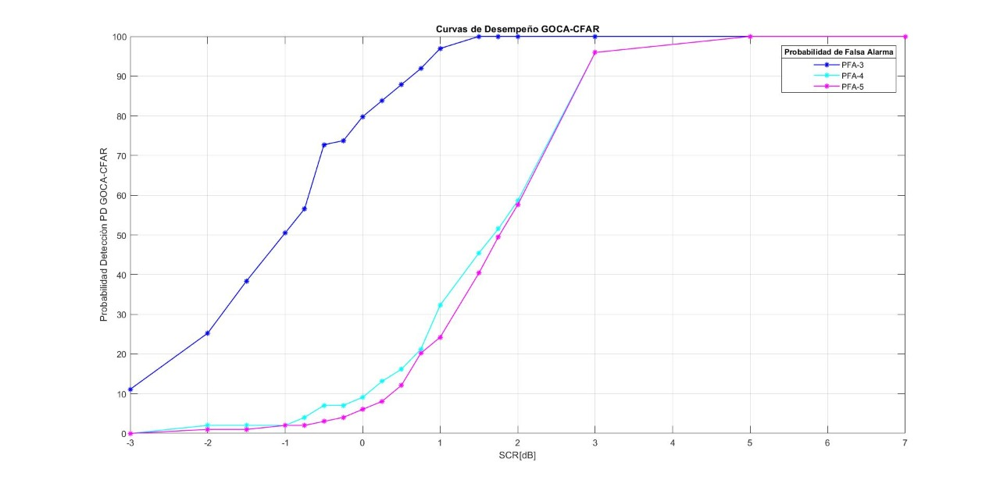 Curvas de Desempeño GOCA-CFAR
Probabilidad Detección PD GOCA-CFAR
100
90
80
70
60
50
40
30
20
10
0
Probabilidad de Falsa Alarma
PFA-3
PFA-4
PFA-5
-3 -2 -1 0 1 2 3 4 5 6 7
SCR[dB]